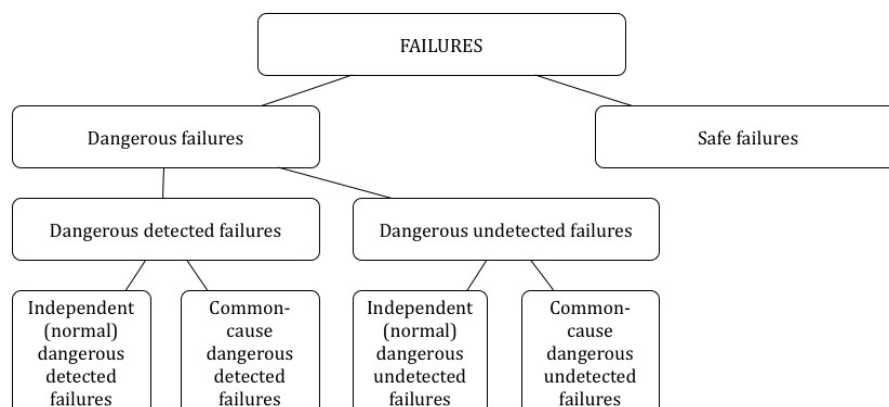 FAILURES
Dangerous failures
Safe failures
Dangerous detected failures
Dangerous undetected failures
Independent
(normal)
dangerous
detected
failures
Common-
cause
dangerous
detected
failures
Independent
(normal)
dangerous
undetected
failures
Common-
cause
dangerous
undetected
failures